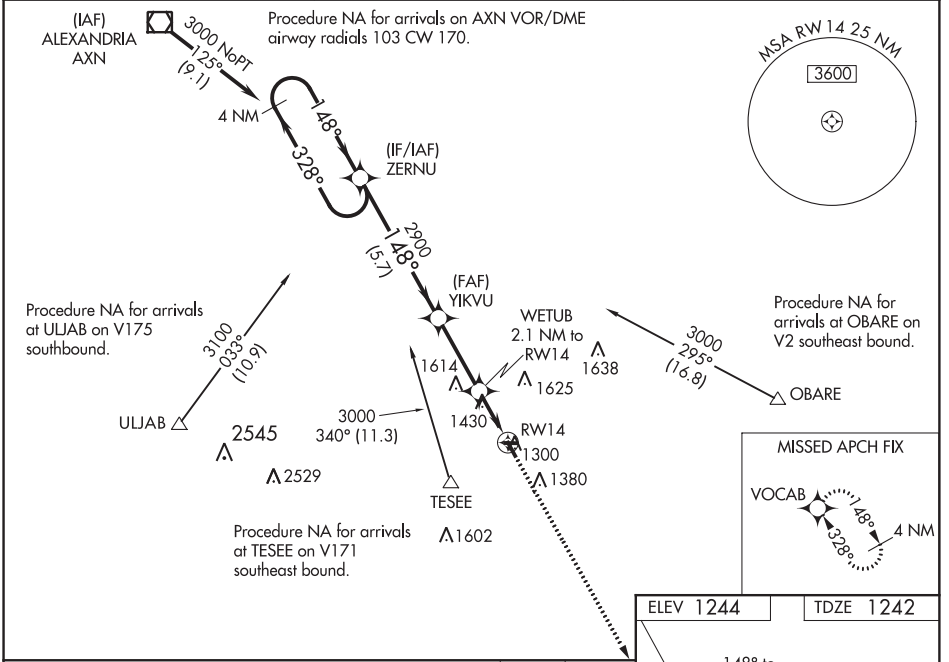 (IAF)
ALEXANDRIA
AXN
3000 NoPT
125°
(9.1)
Procedure NA for arrivals on AXN VOR/DME
airway radials 103 CW 170.
MSA RW 14 25 NM
3600
4 NM
148°
328°
(IF/IAF)
ZERNU
2900
148°
(5.7)
(FAF)
YIKVU
Procedure NA for arrivals
at ULJAB on V175
southbound.
3100
033°
(10.9)
ULJAB
WETUB
2.1 NM to
RW14
Procedure NA for
arrivals at OBARE on
V2 southeast bound.
3000
295°
(16.8)
OBARE
1614
1625
1638
1430
3000
340° (11.3)
RW14
1300
1380
2545
2529
TESEE
1602
Procedure NA for arrivals
at TESEE on V171
southeast bound.
MISSED APCH FIX
VOCAB
148°
328°
4 NM
ELEV 1244
TDZE 1242
148° to